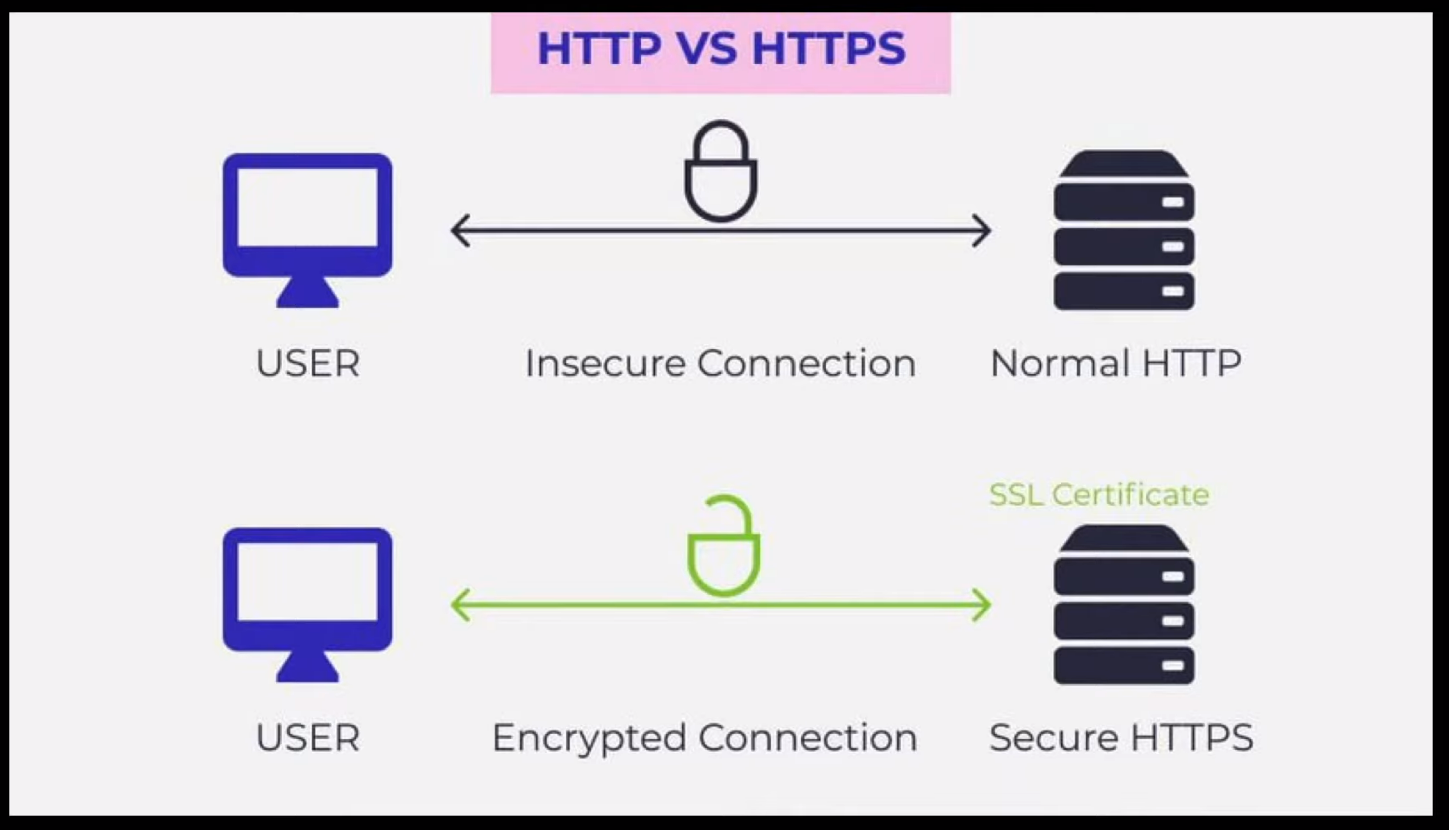 HTTP VS HTTPS
USER
Insecure Connection
Normal HTTP
SSL Certificate
USER
Encrypted Connection
Secure HTTPS